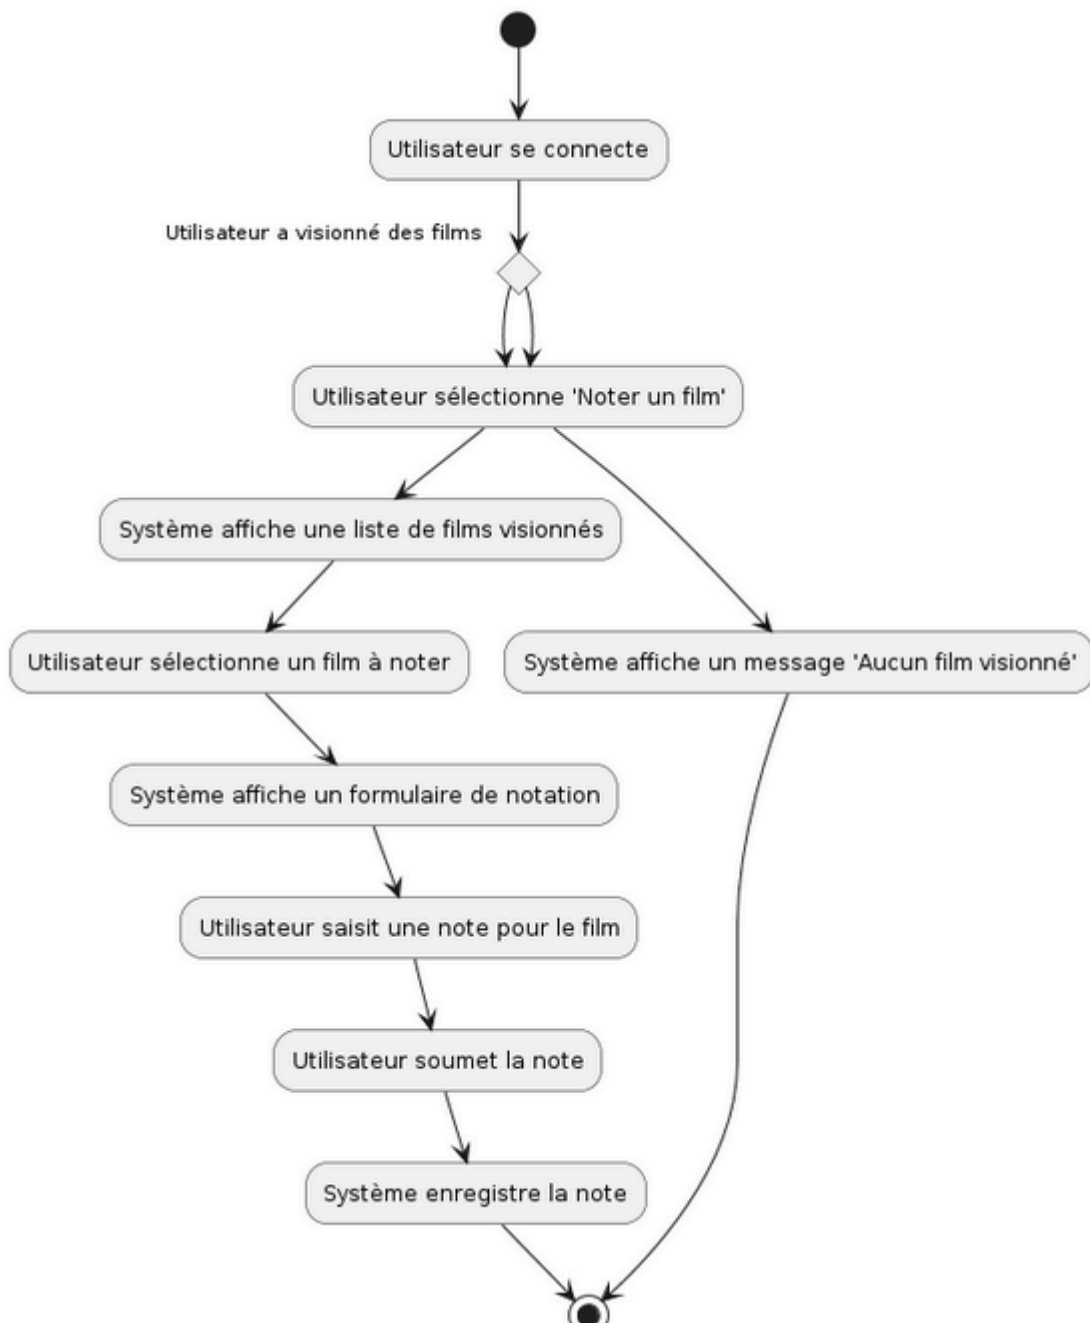 Utilisateur se connecte
Utilisateur a visionné des films
Utilisateur sélectionne 'Noter un film'
Système affiche une liste de films visionnés
Utilisateur sélectionne un film à noter
Système affiche un message 'Aucun film visionné'
Système affiche un formulaire de notation
Utilisateur saisit une note pour le film
Utilisateur soumet la note
Système enregistre la note